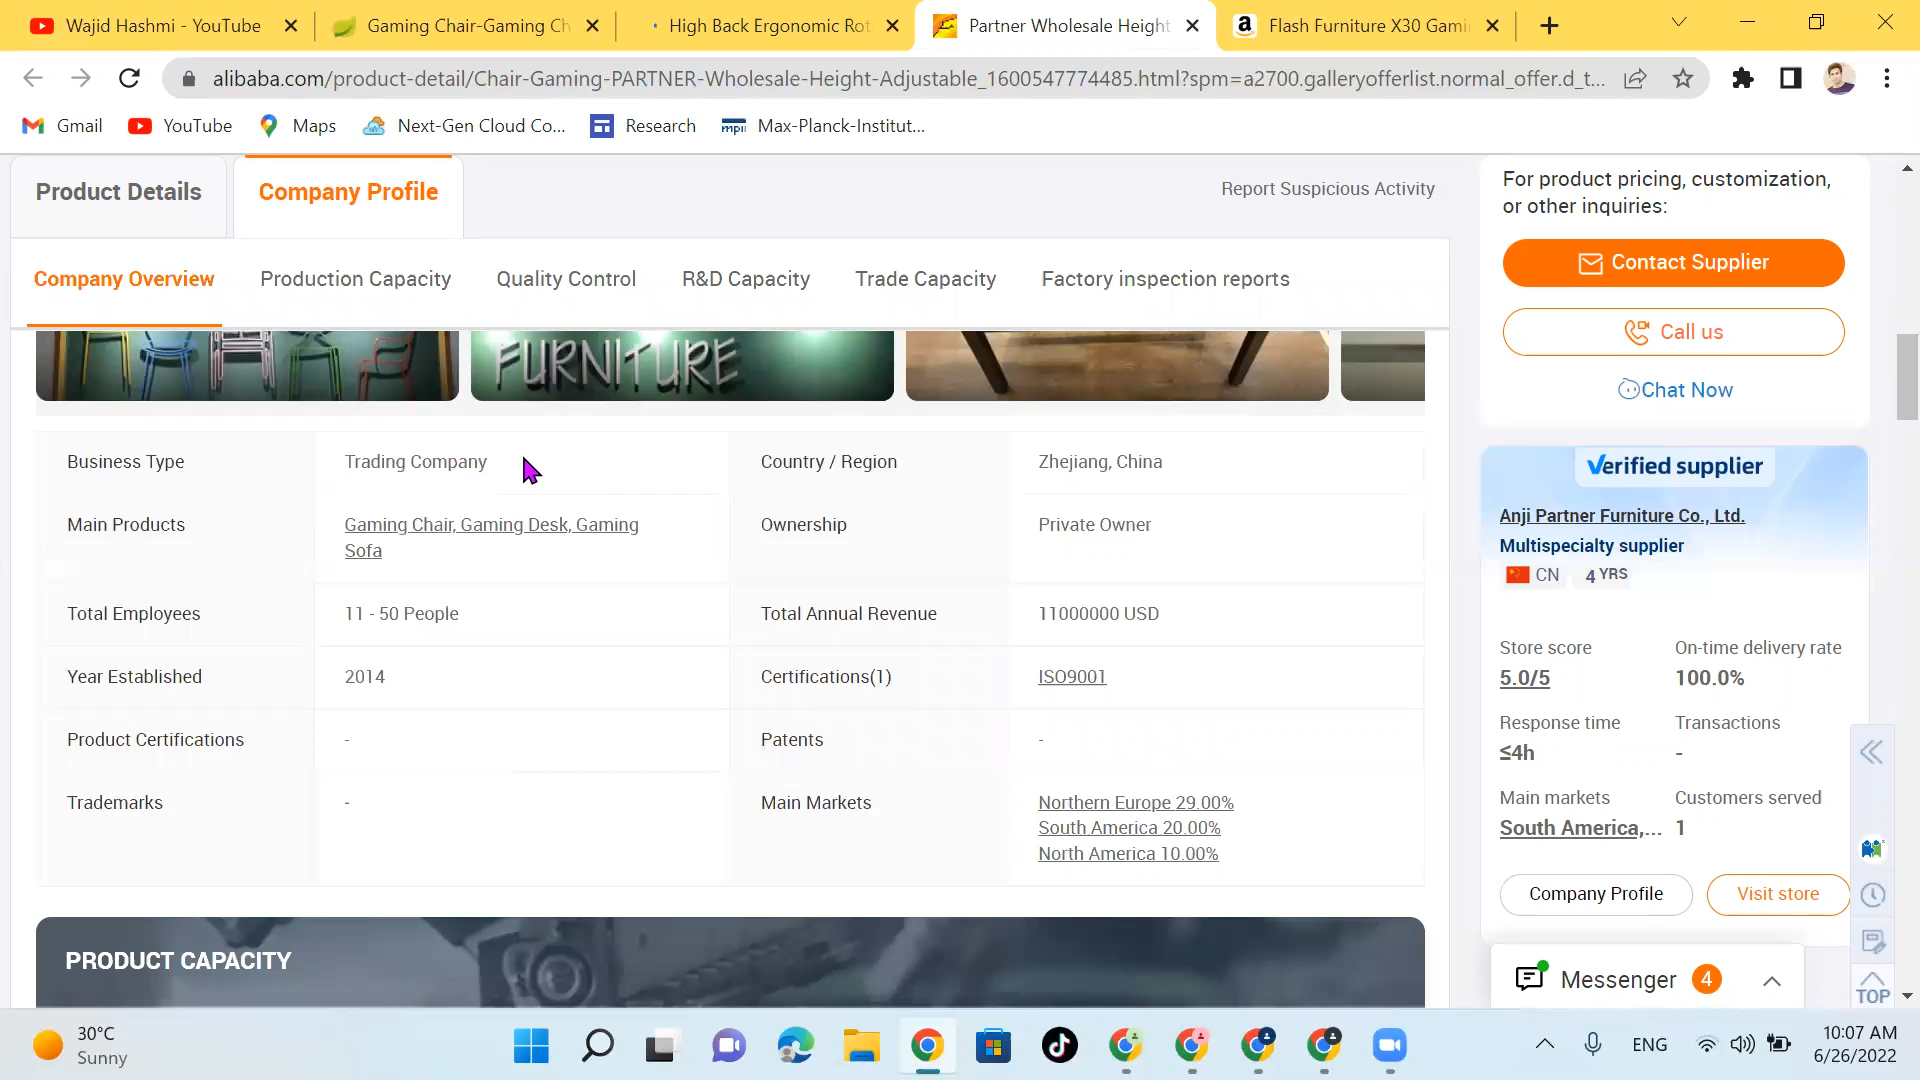 Wajid Hashmi - YouTube
Gaming Chair-Gaming Ch
High Back Ergonomic Rot
Partner Wholesale Height
Flash Furniture X30 Gami
alibaba.com/product-detail/Chair-Gaming-PARTNER-Wholesale-Height-Adjustable_1600547774485.html?spm=a2700.galleryofferlist.normal_offer.d_t...
Gmail
YouTube
Maps
Next-Gen Cloud Co...
Research
Max-Planck-Institut...
Product Details
Company Profile
Report Suspicious Activity
Company Overview
Production Capacity
Quality Control
R&D Capacity
Trade Capacity
Factory inspection reports
FURNITURE
Business Type
Trading Company
Country / Region
Zhejiang, China
Main Products
Gaming Chair, Gaming Desk, Gaming
Sofa
Ownership
Private Owner
Total Employees
11 - 50 People
Total Annual Revenue
11000000 USD
Year Established
2014
Certifications(1)
ISO9001
Product Certifications
-
Patents
-
Trademarks
-
Main Markets
Northern Europe 29.00%
South America 20.00%
North America 10.00%
PRODUCT CAPACITY
For product pricing, customization,
or other inquiries:
Contact Supplier
Call us
Chat Now
Verified supplier
Anji Partner Furniture Co., Ltd.
Multispecialty supplier
CN 4 YRS
Store score
5.0/5
On-time delivery rate
100.0%
Response time
≤4h
Transactions
-
Main markets
South America,...
Customers served
1
Company Profile
Visit store
Messenger 4
TOP
30°C
Sunny
ENG
10:07 AM
6/26/2022